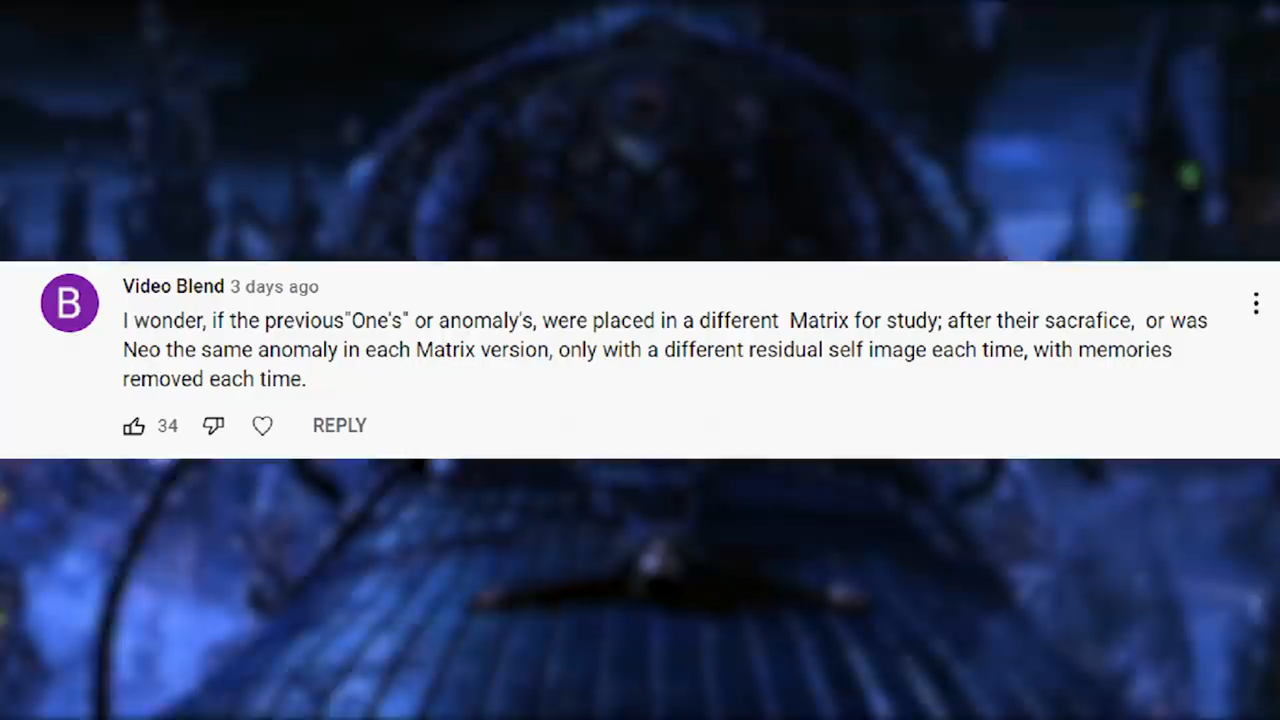 B
Video Blend 3 days ago
I wonder, if the previous"One's" or anomaly's, were placed in a different  Matrix for study; after their sacrafice,  or was
Neo the same anomaly in each Matrix version, only with a different residual self image each time, with memories
removed each time.
34 REPLY